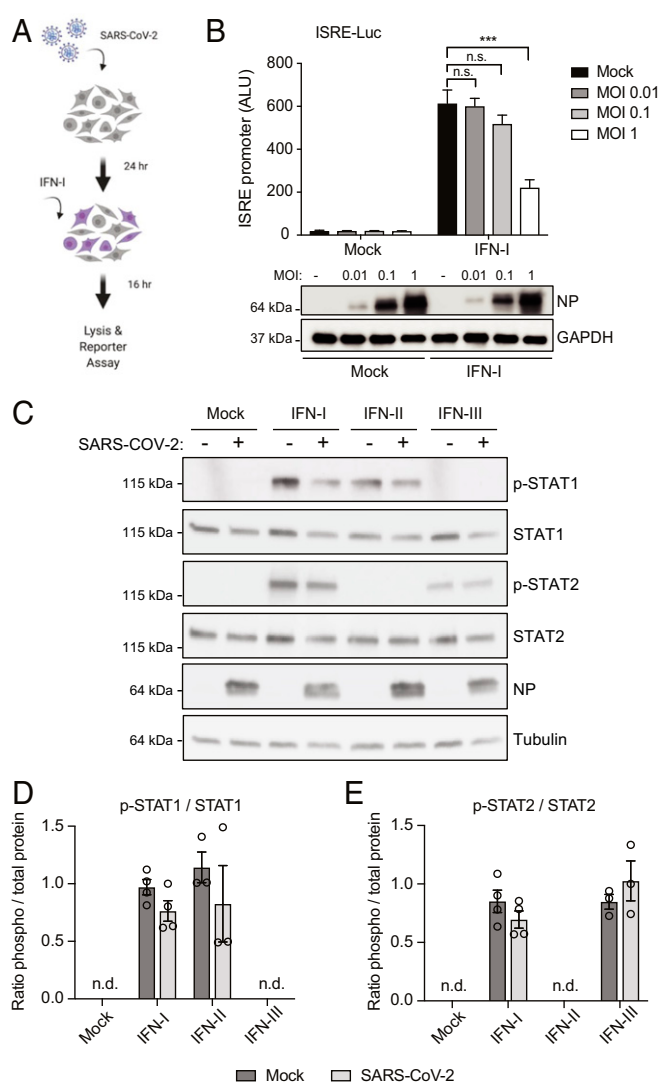 A
SARS-CoV-2
24 hr
IFN-I
16 hr
Lysis &
Reporter
Assay
B
ISRE-Luc
***
n.s.
n.s.
ISRE promoter (ALU)
800
600
400
200
0
Mock IFN-I
Mock
MOI 0.01
MOI 0.1
MOI 1
MOI: - 0.01 0.1 1 - 0.01 0.1 1
64 kDa NP
37 kDa GAPDH
Mock IFN-I
C
Mock IFN-I IFN-II IFN-III
SARS-COV-2: - + - + - + - +
115 kDa p-STAT1
115 kDa STAT1
115 kDa p-STAT2
115 kDa STAT2
64 kDa NP
64 kDa Tubulin
D
p-STAT1 / STAT1
Ratio phospho / total protein
1.5
1.0
0.5
0.0
n.d. n.d.
Mock IFN-I IFN-II IFN-III
E
p-STAT2 / STAT2
Ratio phospho / total protein
1.5
1.0
0.5
0.0
n.d. n.d.
Mock IFN-I IFN-II IFN-III
Mock SARS-CoV-2